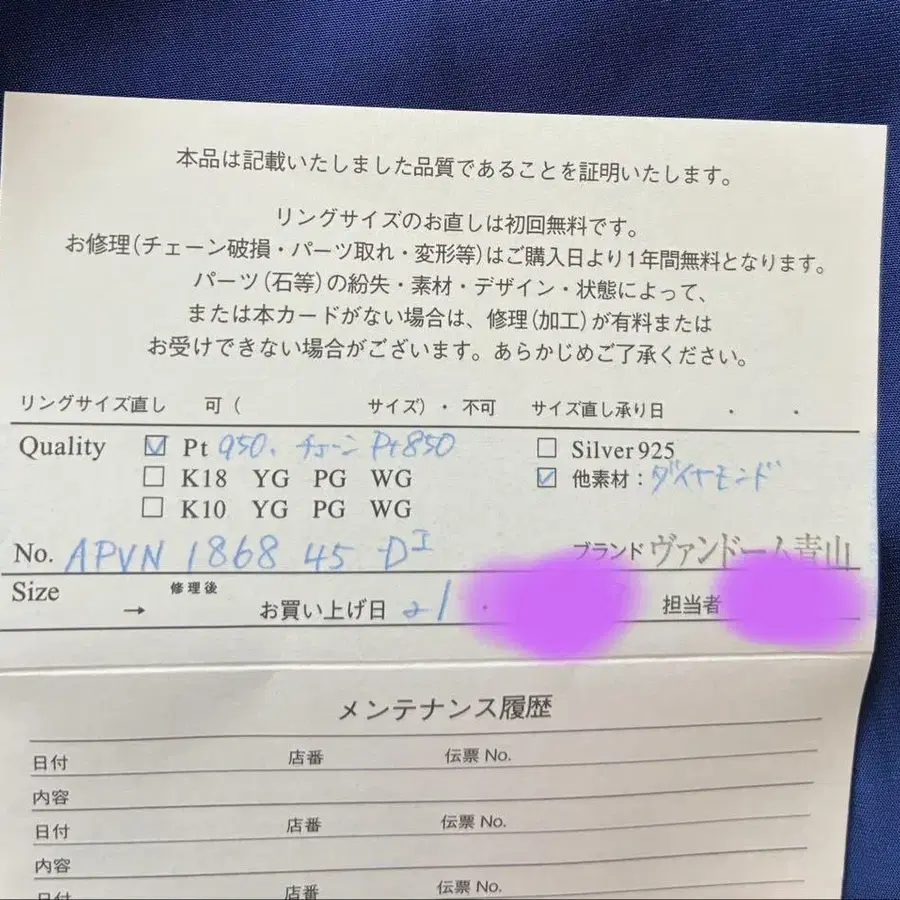 本品は記載いたしました品質であることを証明いたします。
リングサイズのお直しは初回無料です。
お修理(チェーン破損・パーツ取れ・変形等)はご購入日より1年間無料となります。
パーツ(石等)の紛失・素材・デザイン・状態によって、
または本カードがない場合は、修理(加工)が有料または
お受けできない場合がございます。あらかじめご了承ください。
リングサイズ直し 可( サイズ)・不可 サイズ直し承り日 ・ ・
Quality ☑ Pt 950. チェーン Pt850 ☐ Silver925
☐ K18 YG PG WG ☑ 他素材:ダイヤモンド
☐ K10 YG PG WG
No. APVN 1868 45 DI ブランド ヴァンドーム青山
Size → 修理後 お買い上げ日 21 ・ 担当者
メンテナンス履歴
日付 店番 伝票 No.
内容
日付 店番 伝票 No.
内容
日付 店番 伝票 No.